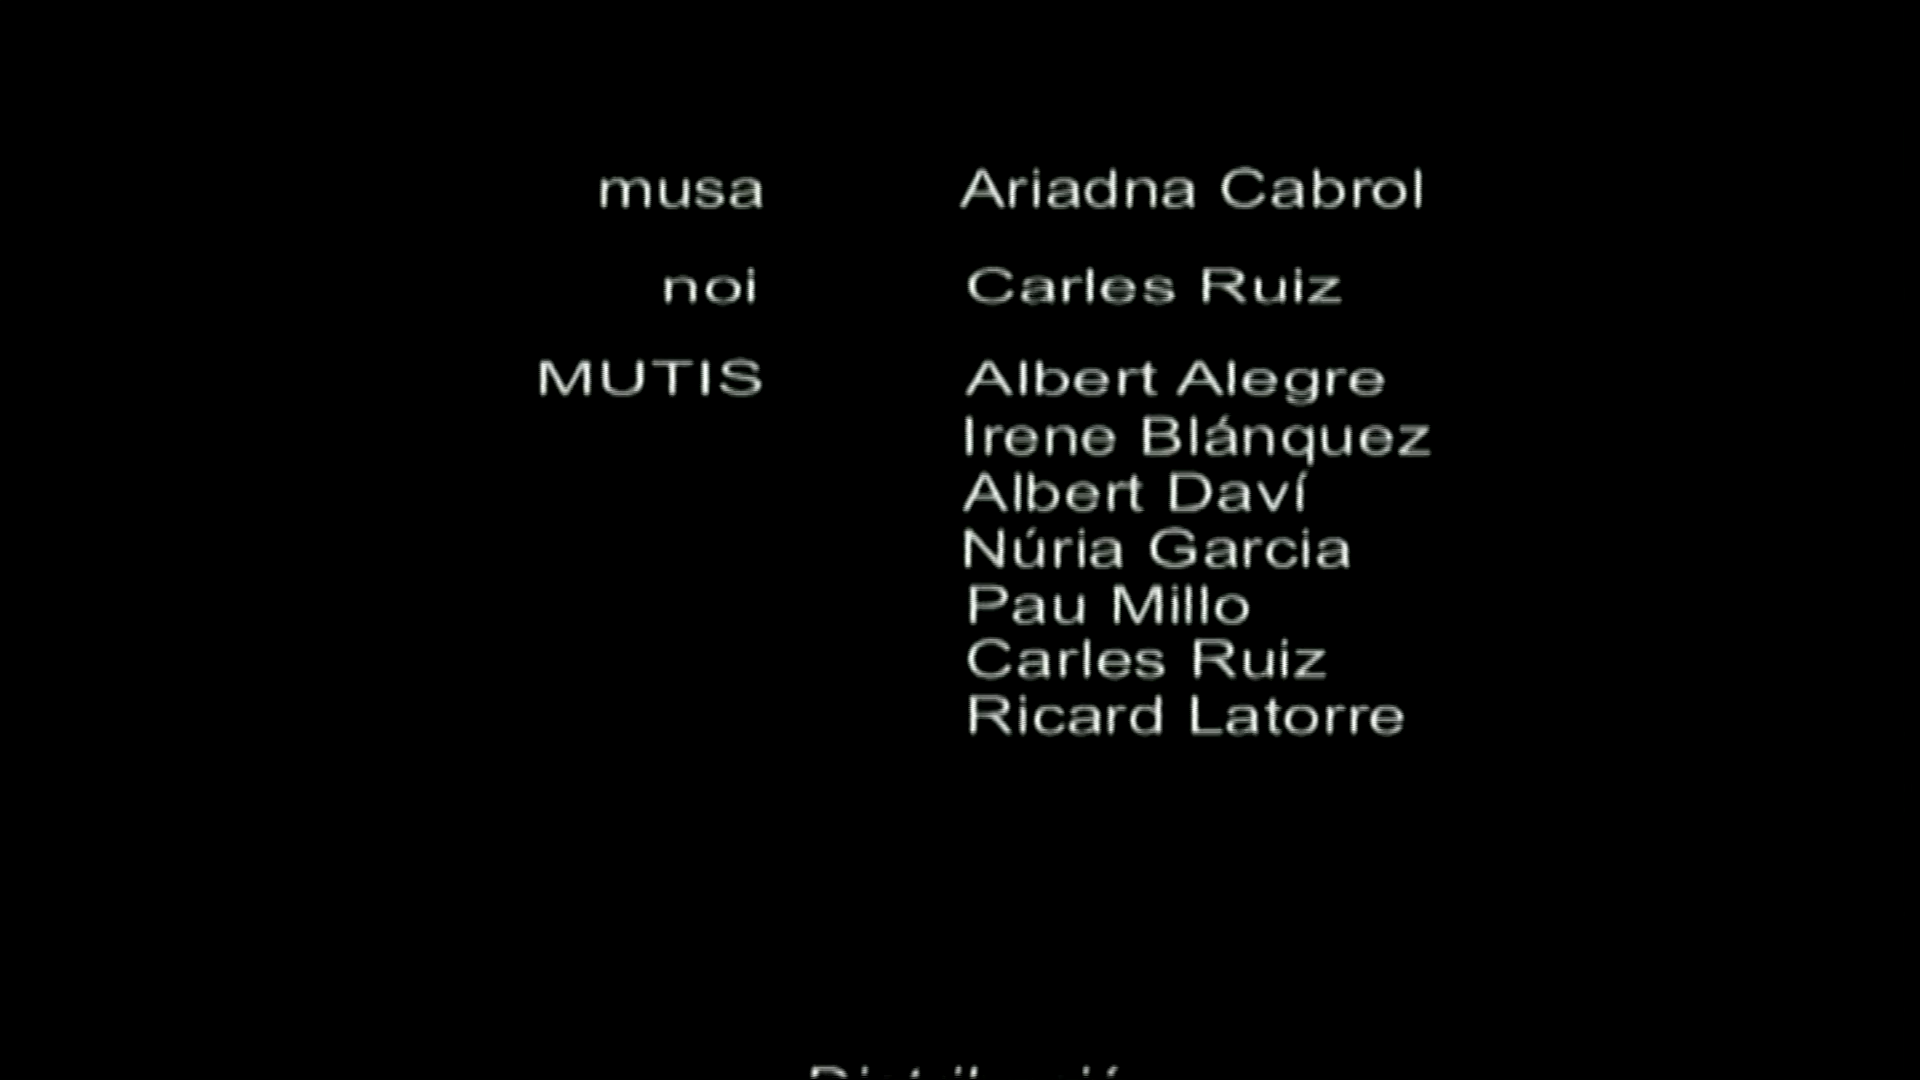 musa Ariadna Cabrol
noi Carles Ruiz
MUTIS Albert Alegre
Irene Blánquez
Albert Daví
Núria Garcia
Pau Millo
Carles Ruiz
Ricard Latorre